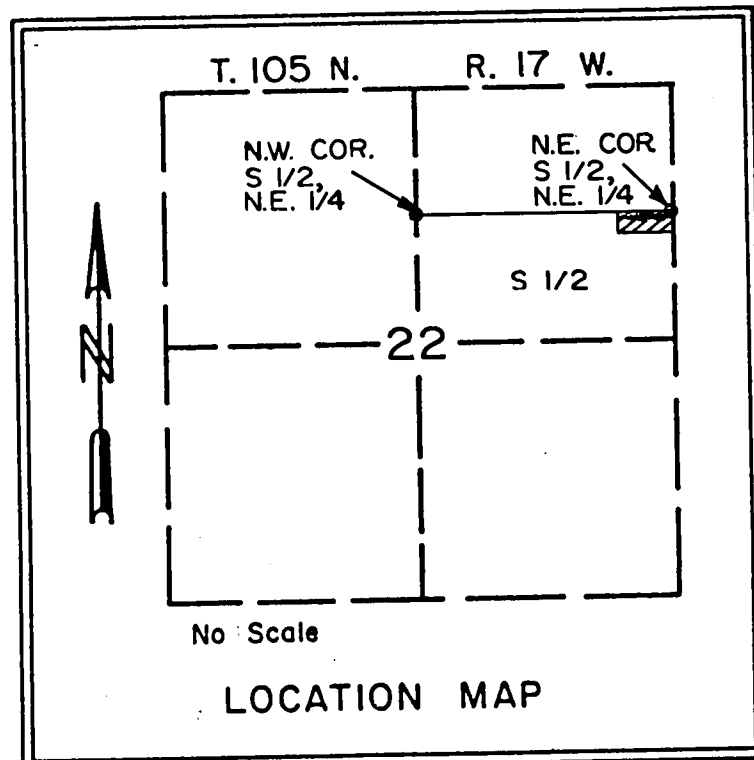 T. 105 N. R. 17 W.
N.W. COR.
S 1/2,
N.E. 1/4
N.E. COR
S 1/2,
N.E. 1/4
S 1/2
22
N
No Scale
LOCATION MAP